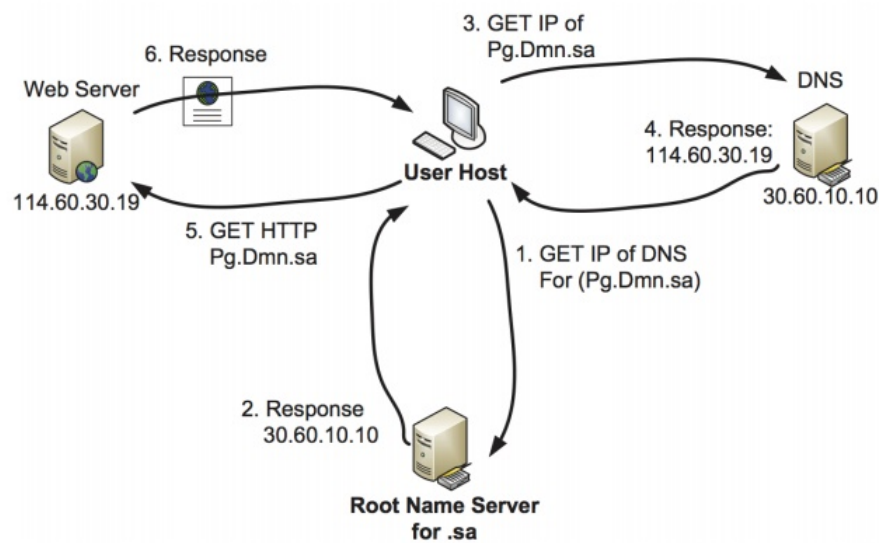 3. GET IP of
Pg.Dmn.sa
6. Response
Web Server
DNS
4. Response:
114.60.30.19
User Host
114.60.30.19
30.60.10.10
5. GET HTTP
Pg.Dmn.sa
1. GET IP of DNS
For (Pg.Dmn.sa)
2. Response
30.60.10.10
Root Name Server
for .sa